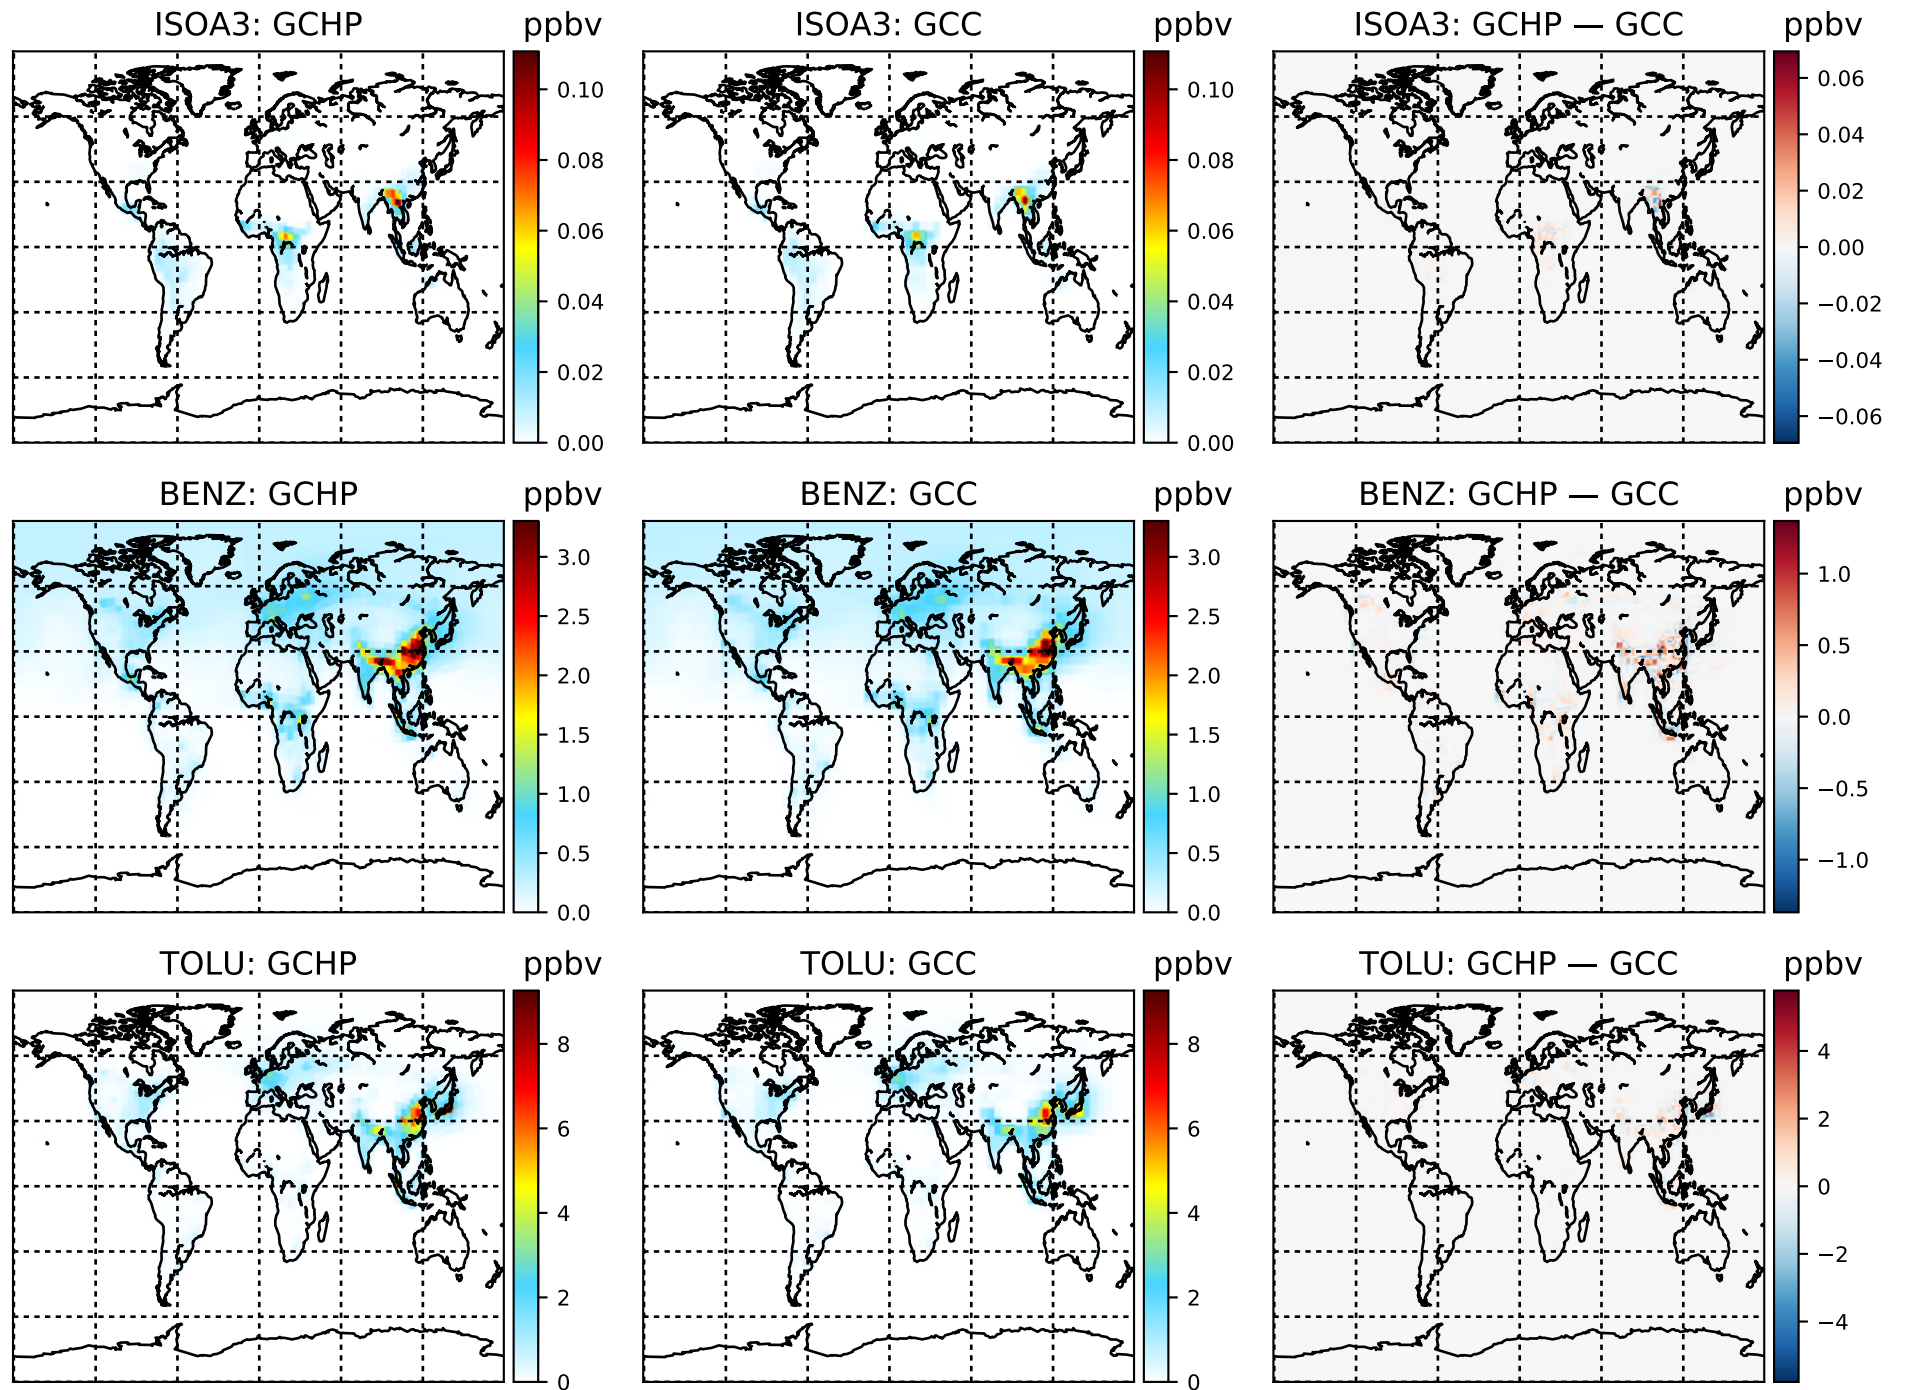 ISOA3: GCHP
ppbv
0.10
0.08
0.06
0.04
0.02
0.00
ISOA3: GCC
ppbv
0.10
0.08
0.06
0.04
0.02
0.00
ISOA3: GCHP — GCC
ppbv
0.06
0.04
0.02
0.00
−0.02
−0.04
−0.06
BENZ: GCHP
ppbv
3.0
2.5
2.0
1.5
1.0
0.5
0.0
BENZ: GCC
ppbv
3.0
2.5
2.0
1.5
1.0
0.5
0.0
BENZ: GCHP — GCC
ppbv
1.0
0.5
0.0
−0.5
−1.0
TOLU: GCHP
ppbv
8
6
4
2
0
TOLU: GCC
ppbv
8
6
4
2
0
TOLU: GCHP — GCC
ppbv
4
2
0
−2
−4